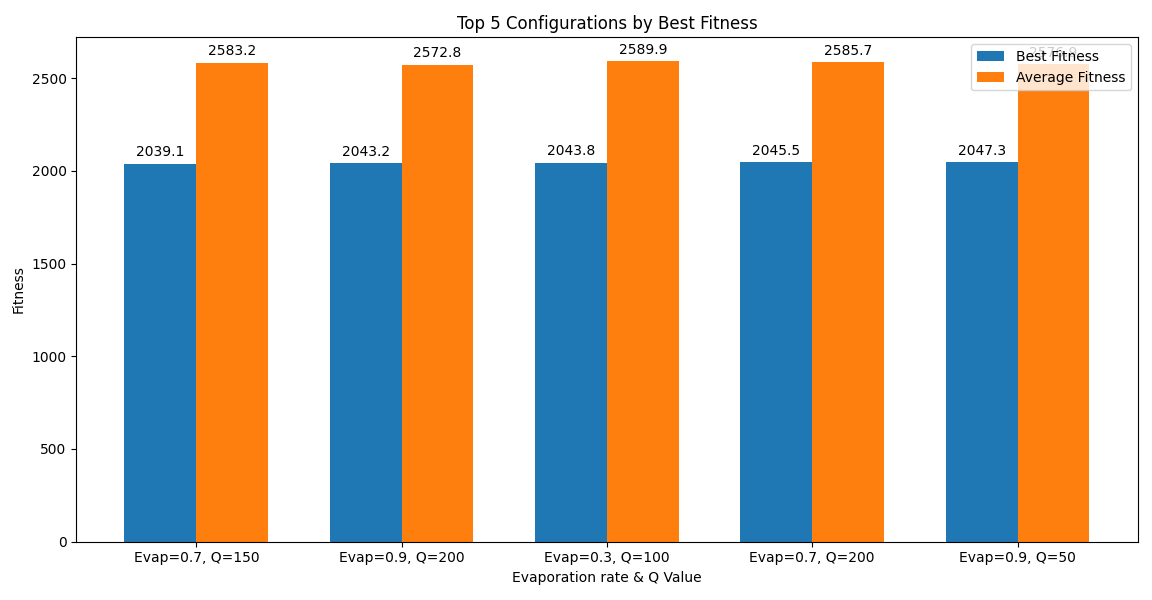 Top 5 Configurations by Best Fitness
Best Fitness
Average Fitness
2583.2
2572.8
2589.9
2585.7
2039.1
2043.2
2043.8
2045.5
2047.3
2500
2000
1500
1000
500
0
Fitness
Evap=0.7, Q=150
Evap=0.9, Q=200
Evap=0.3, Q=100
Evap=0.7, Q=200
Evap=0.9, Q=50
Evaporation rate & Q Value